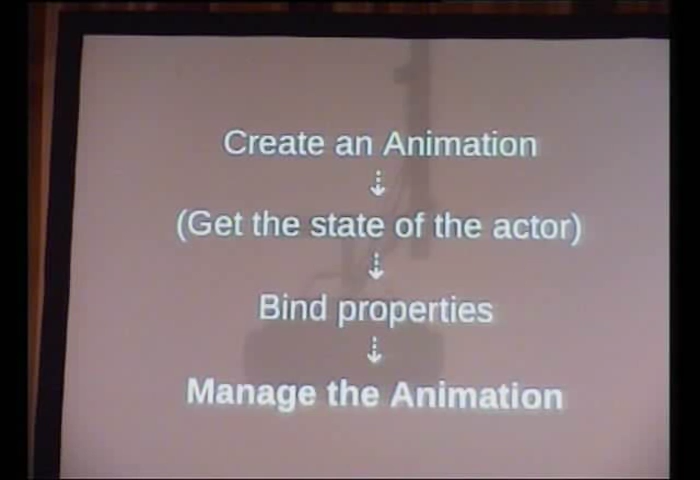 Create an Animation
⇣
(Get the state of the actor)
⇣
Bind properties
⇣
Manage the Animation